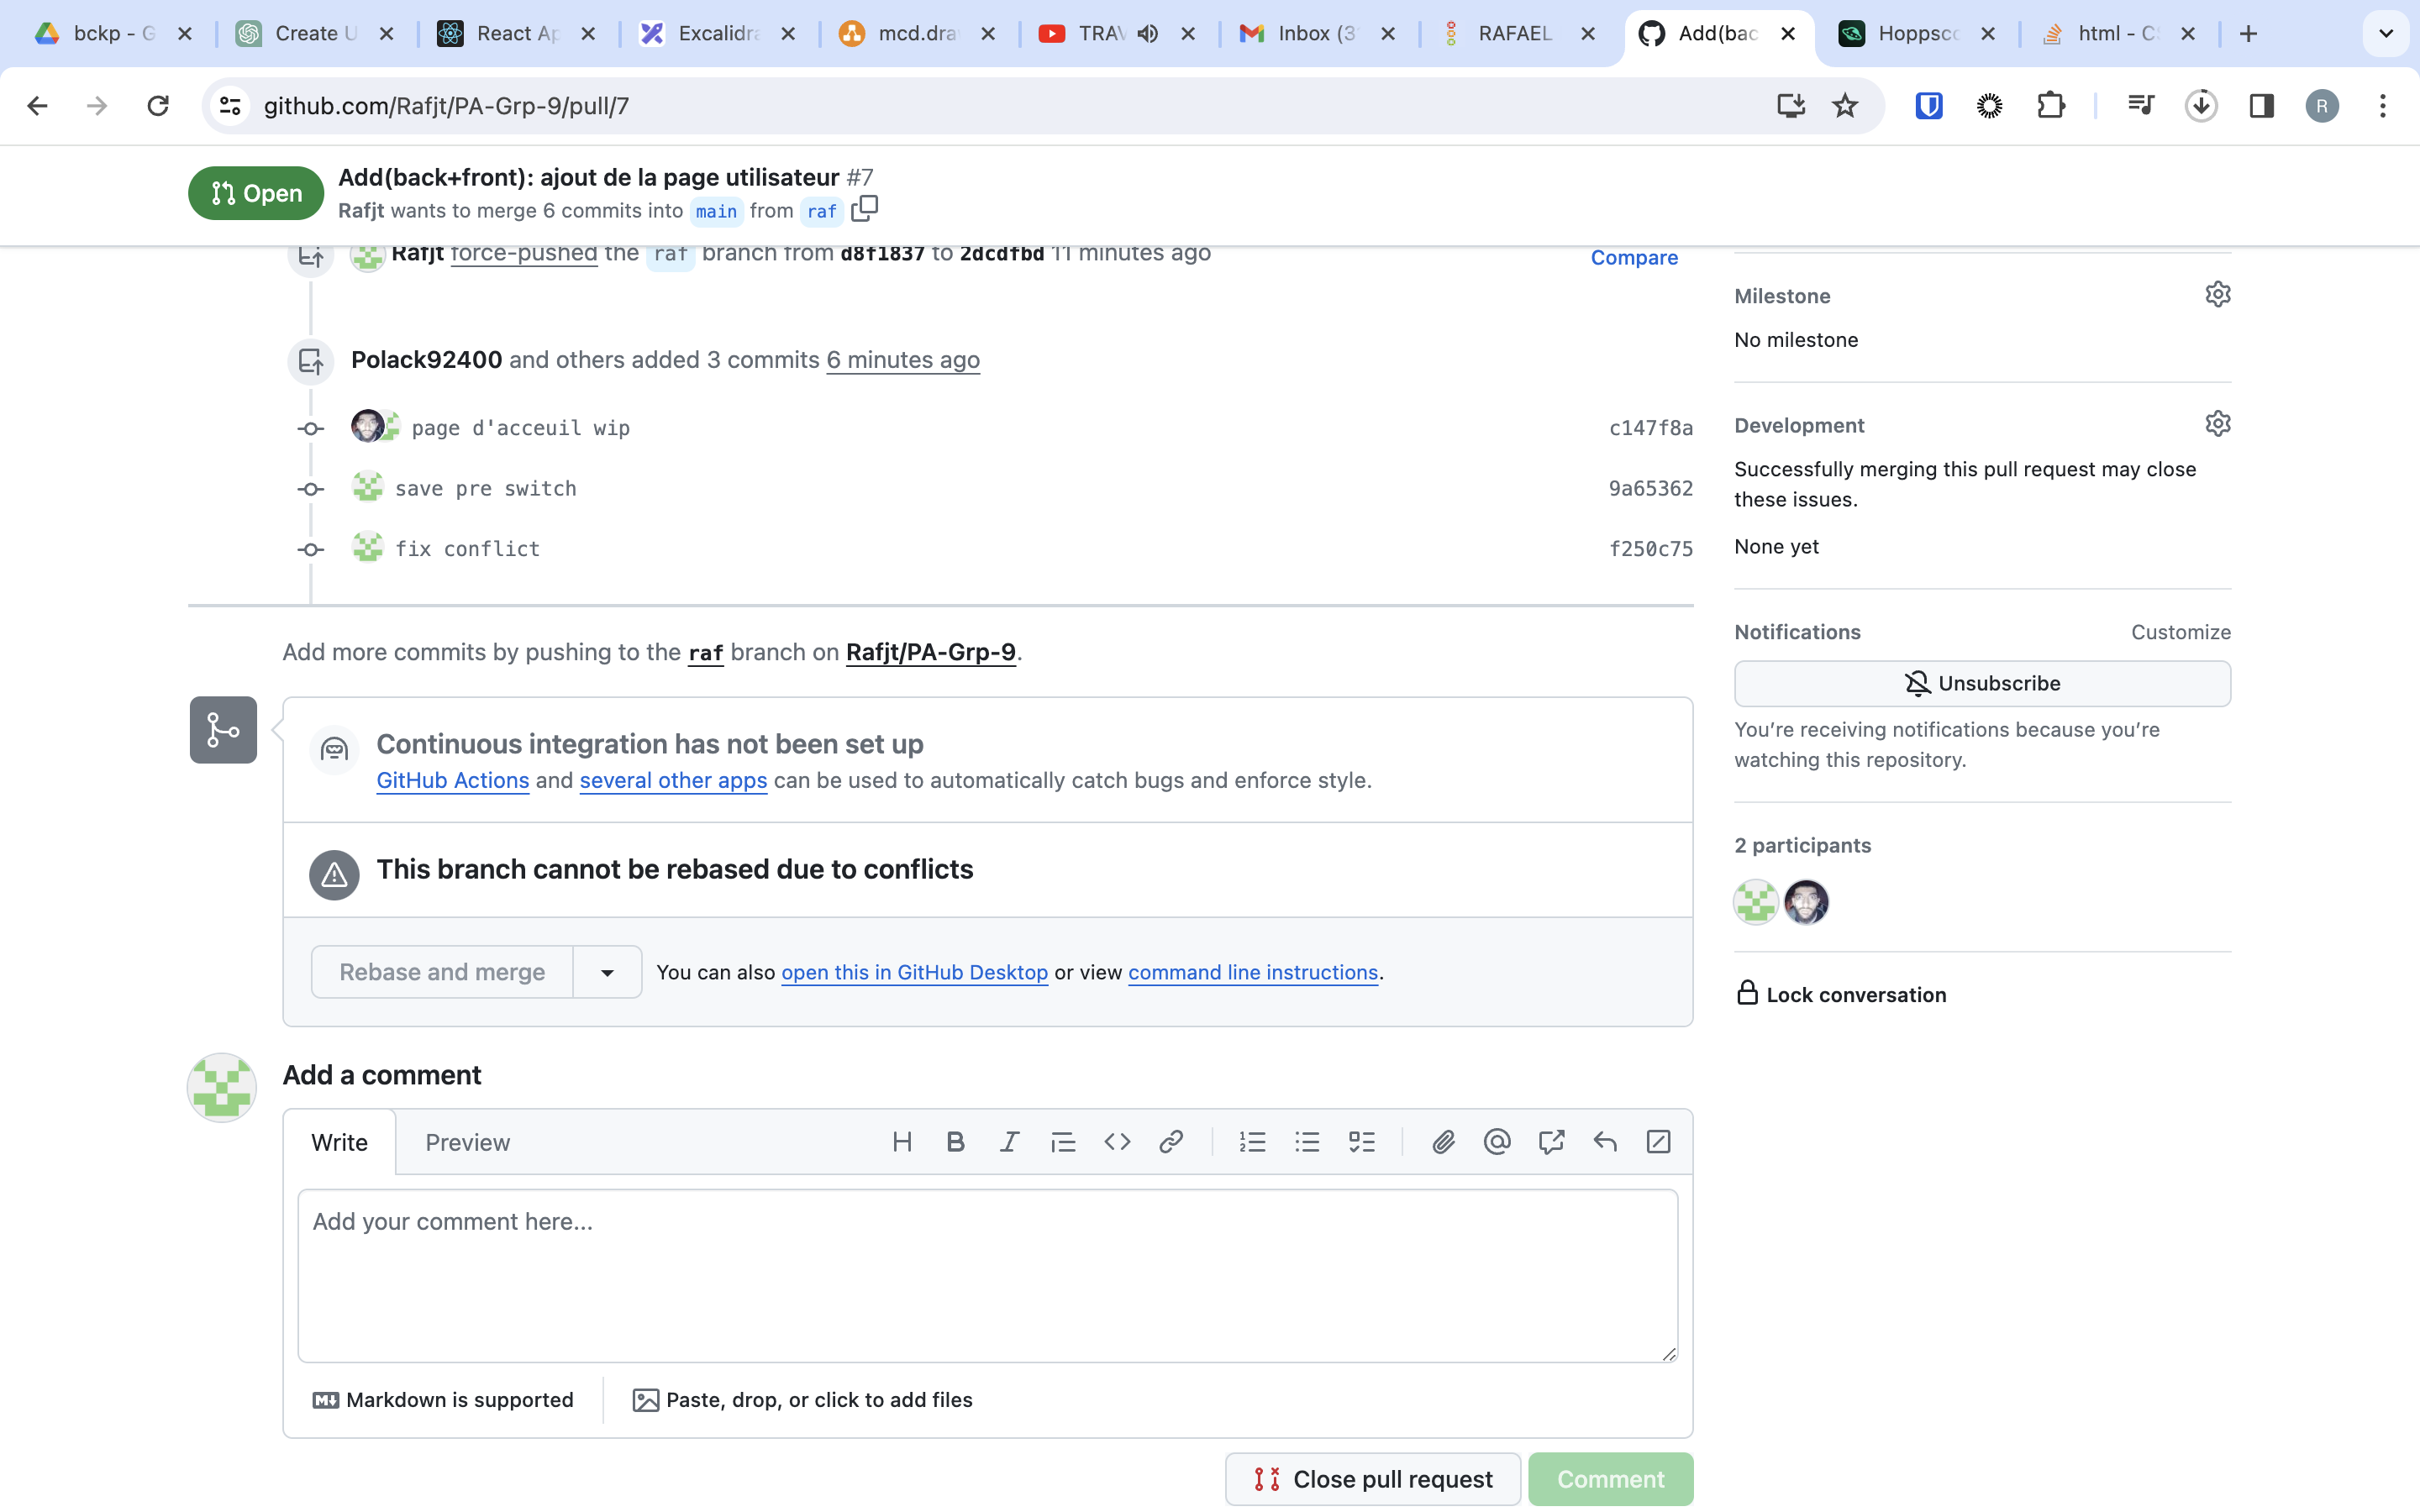 bckp - G
Create U
React Ap
Excalidra
mcd.dra
TRAV
Inbox (3
RAFAEL
Add(bac
Hoppsco
html - C
github.com/Rafjt/PA-Grp-9/pull/7
R
Open
Add(back+front): ajout de la page utilisateur #7
Rafjt wants to merge 6 commits into main from raf
Rafjt force-pushed the raf branch from d8f1837 to 2dcdfbd 11 minutes ago
Compare
Polack92400 and others added 3 commits 6 minutes ago
page d'acceuil wip
c147f8a
save pre switch
9a65362
fix conflict
f250c75
Add more commits by pushing to the raf branch on Rafjt/PA-Grp-9.
Continuous integration has not been set up
GitHub Actions and several other apps can be used to automatically catch bugs and enforce style.
This branch cannot be rebased due to conflicts
Rebase and merge
You can also open this in GitHub Desktop or view command line instructions.
Add a comment
Write
Preview
Add your comment here...
Markdown is supported
Paste, drop, or click to add files
Close pull request
Comment
Milestone
No milestone
Development
Successfully merging this pull request may close
these issues.
None yet
Notifications
Customize
Unsubscribe
You’re receiving notifications because you’re
watching this repository.
2 participants
Lock conversation